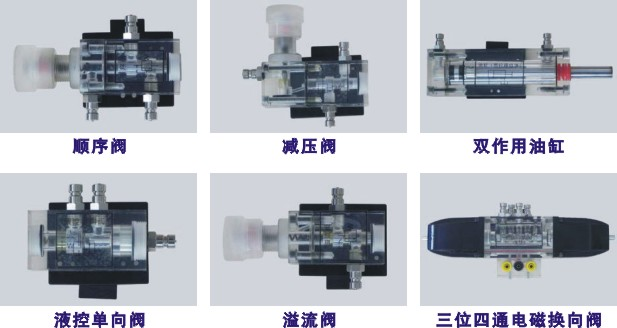 顺序阀
减压阀
双作用油缸
液控单向阀
溢流阀
三位四通电磁换向阀